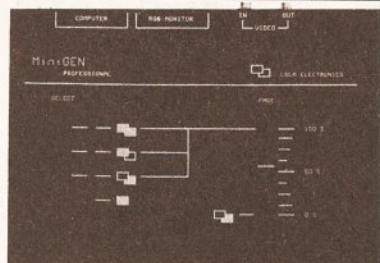 COMPUTER
RGB-MONITOR
IN
OUT
VIDEO
MiniGEN
PROFESSIONAL
LOLA ELECTRONICS
SELECT
FADE
100 %
50 %
0 %